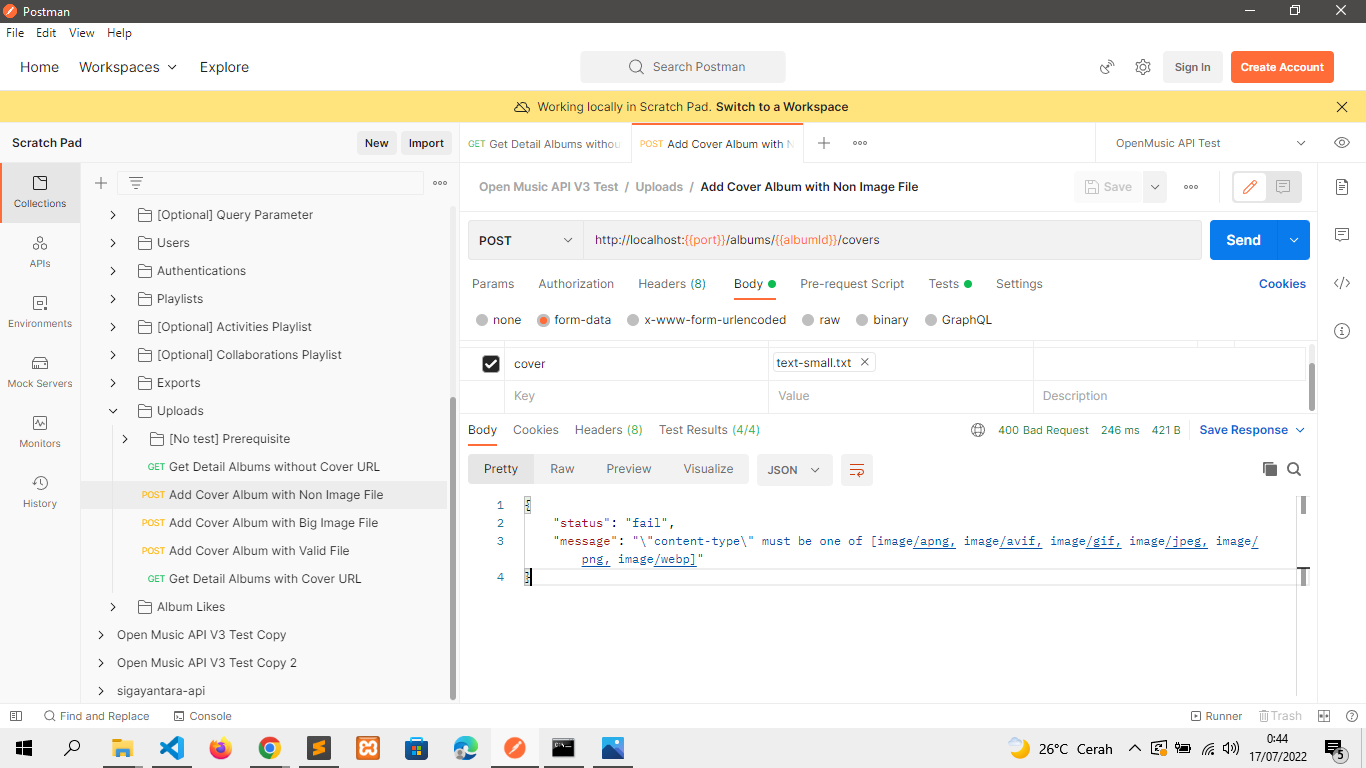 Postman
File Edit View Help
Home Workspaces Explore Search Postman Sign In Create Account
Working locally in Scratch Pad. Switch to a Workspace
Scratch Pad New Import
GET Get Detail Albums withou POST Add Cover Album with N OpenMusic API Test
Collections
APIs
Environments
Mock Servers
Monitors
History
[Optional] Query Parameter
Users
Authentications
Playlists
[Optional] Activities Playlist
[Optional] Collaborations Playlist
Exports
Uploads
[No test] Prerequisite
GET Get Detail Albums without Cover URL
POST Add Cover Album with Non Image File
POST Add Cover Album with Big Image File
POST Add Cover Album with Valid File
GET Get Detail Albums with Cover URL
Album Likes
Open Music API V3 Test Copy
Open Music API V3 Test Copy 2
sigayantara-api
Open Music API V3 Test / Uploads / Add Cover Album with Non Image File Save
POST http://localhost:{{port}}/albums/{{albumId}}/covers Send
Params Authorization Headers (8) Body Pre-request Script Tests Settings Cookies
none form-data x-www-form-urlencoded raw binary GraphQL
cover text-small.txt
Key Value Description
Body Cookies Headers (8) Test Results (4/4) 400 Bad Request 246 ms 421 B Save Response
Pretty Raw Preview Visualize JSON
1 {
2 "status": "fail",
3 "message": "\"content-type\" must be one of [image/apng, image/avif, image/gif, image/jpeg, image/
png, image/webp]"
4 }
Find and Replace Console Runner Trash
26°C Cerah 0:44
17/07/2022
5